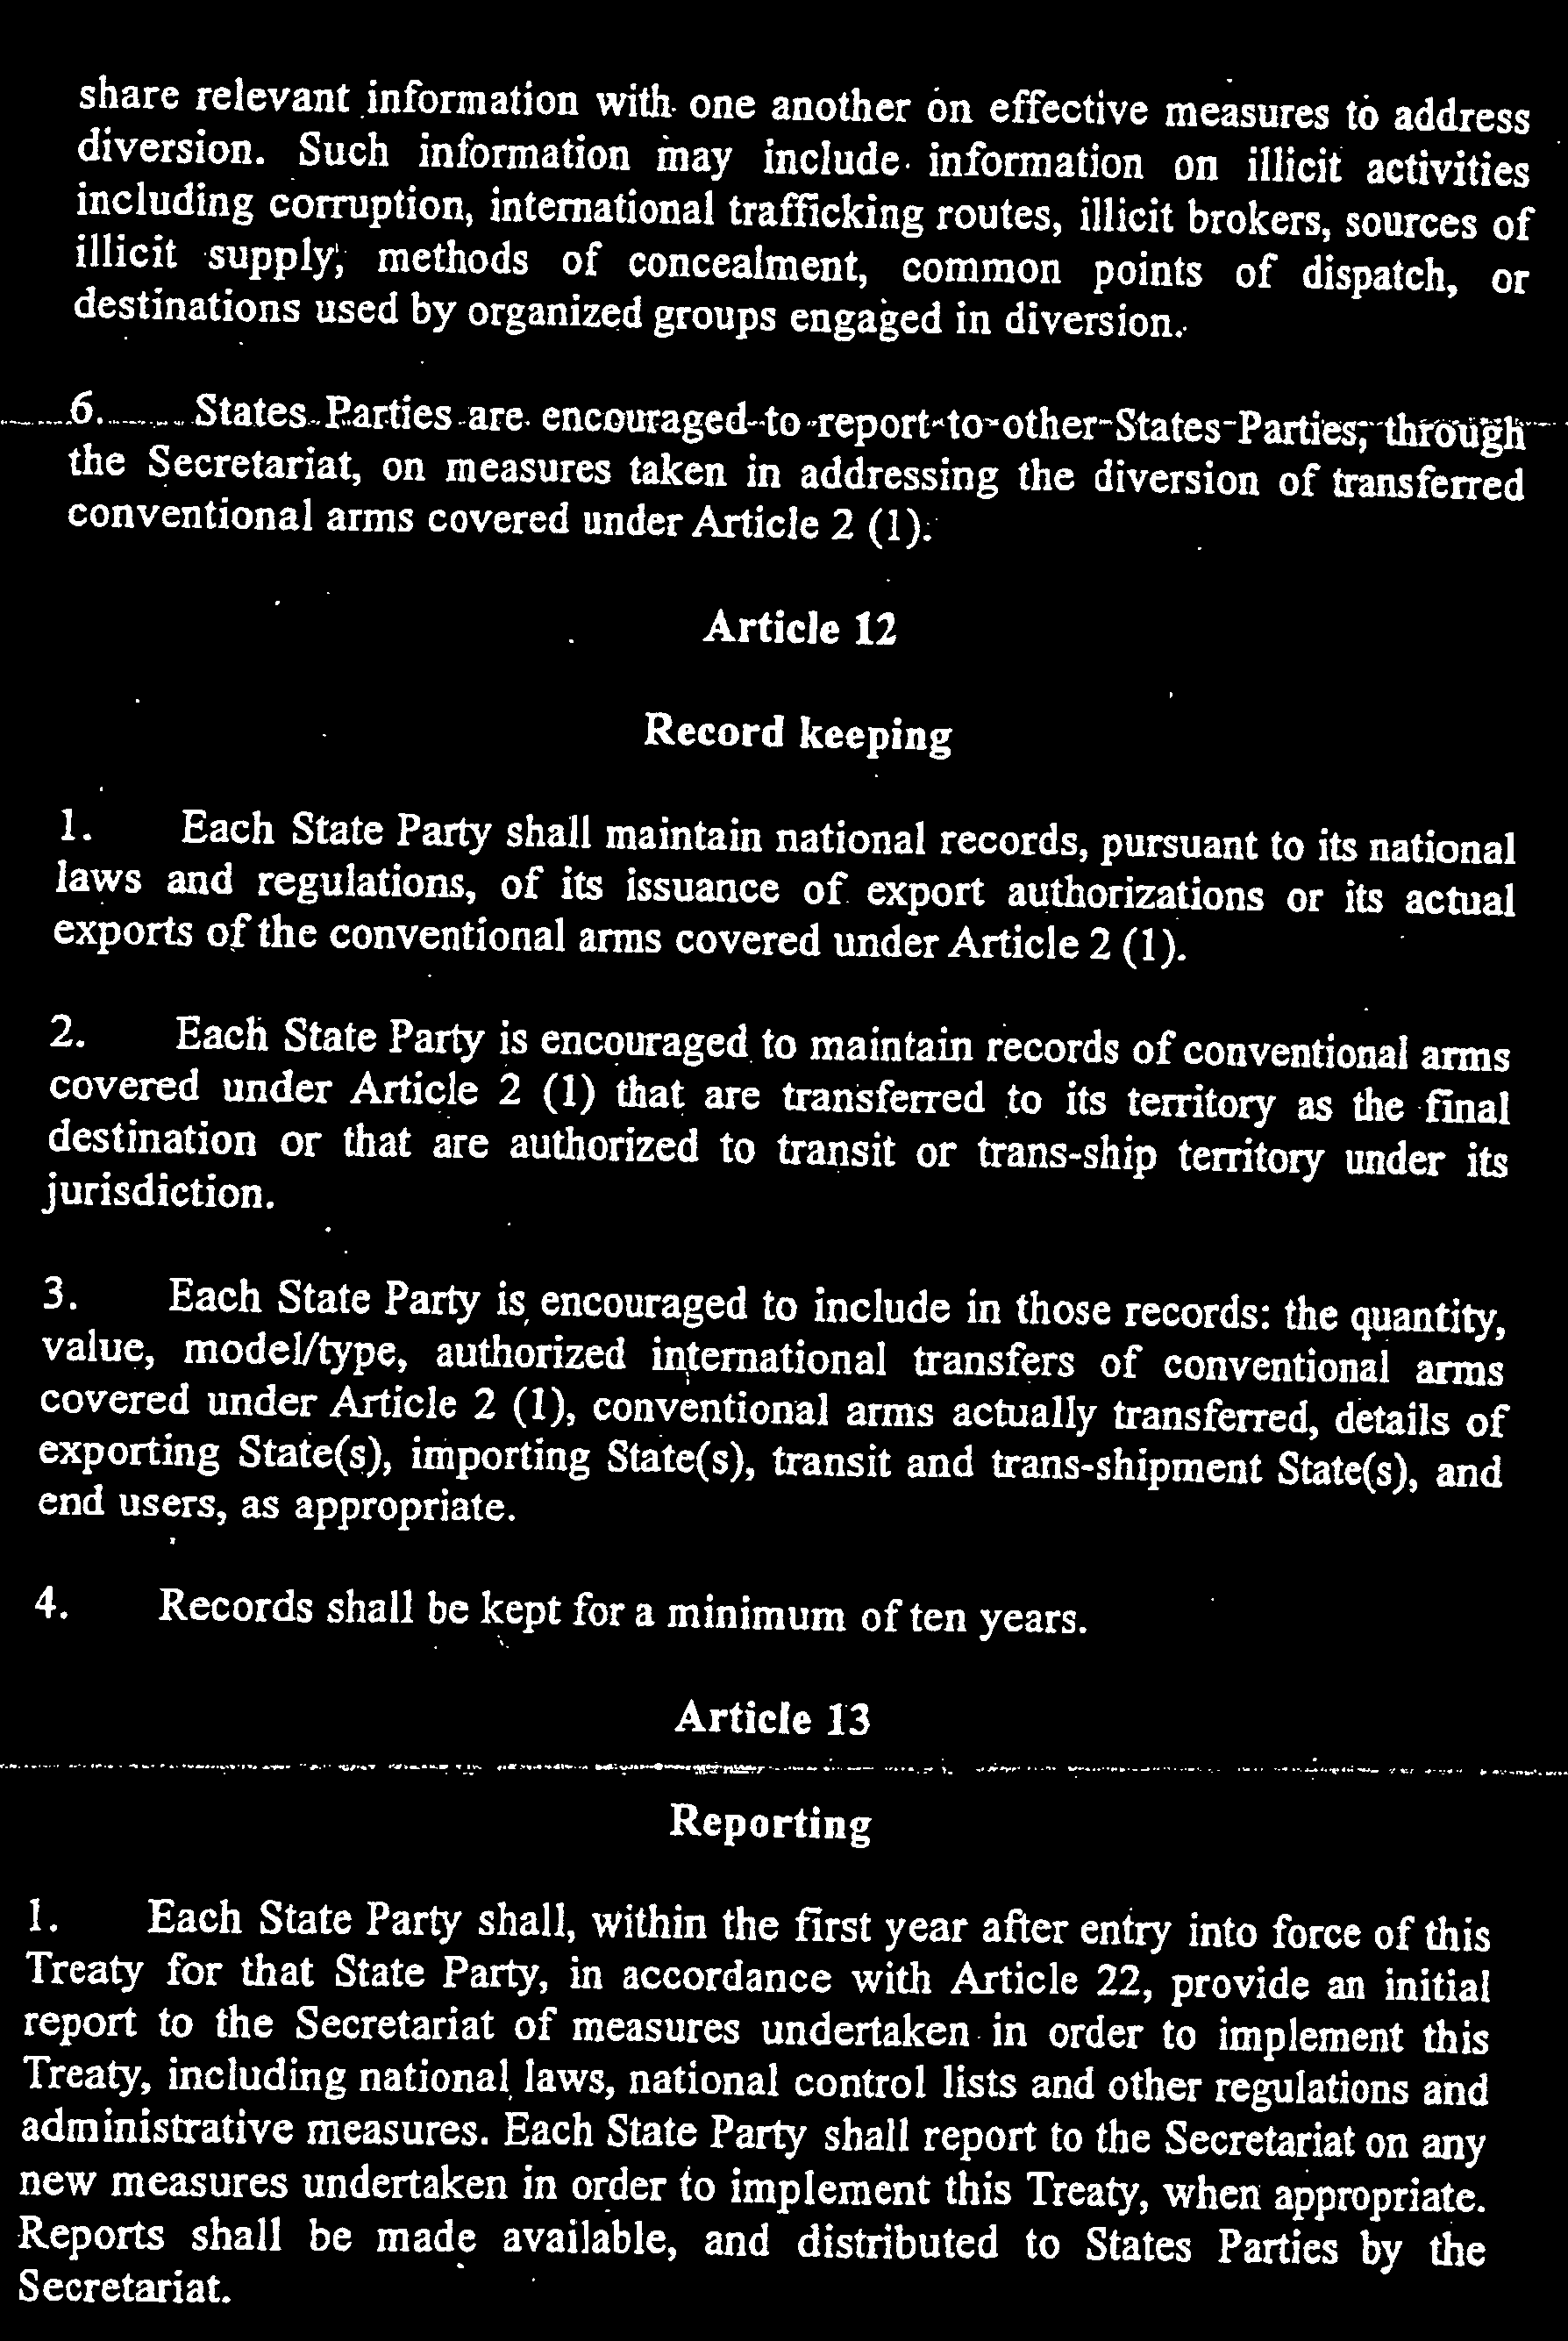 share relevant information with one another on effective measures to address
diversion. Such information may include information on illicit activities
including corruption, international trafficking routes, illicit brokers, sources of
illicit supply, methods of concealment, common points of dispatch, or
destinations used by organized groups engaged in diversion.
6. States Parties are encouraged to report to other States Parties, through
the Secretariat, on measures taken in addressing the diversion of transferred
conventional arms covered under Article 2 (1).
Article 12
Record keeping
1. Each State Party shall maintain national records, pursuant to its national
laws and regulations, of its issuance of export authorizations or its actual
exports of the conventional arms covered under Article 2 (1).
2. Each State Party is encouraged to maintain records of conventional arms
covered under Article 2 (1) that are transferred to its territory as the final
destination or that are authorized to transit or trans-ship territory under its
jurisdiction.
3. Each State Party is encouraged to include in those records: the quantity,
value, model/type, authorized international transfers of conventional arms
covered under Article 2 (1), conventional arms actually transferred, details of
exporting State(s), importing State(s), transit and trans-shipment State(s), and
end users, as appropriate.
4. Records shall be kept for a minimum of ten years.
Article 13
Reporting
1. Each State Party shall, within the first year after entry into force of this
Treaty for that State Party, in accordance with Article 22, provide an initial
report to the Secretariat of measures undertaken in order to implement this
Treaty, including national laws, national control lists and other regulations and
administrative measures. Each State Party shall report to the Secretariat on any
new measures undertaken in order to implement this Treaty, when appropriate.
Reports shall be made available, and distributed to States Parties by the
Secretariat.